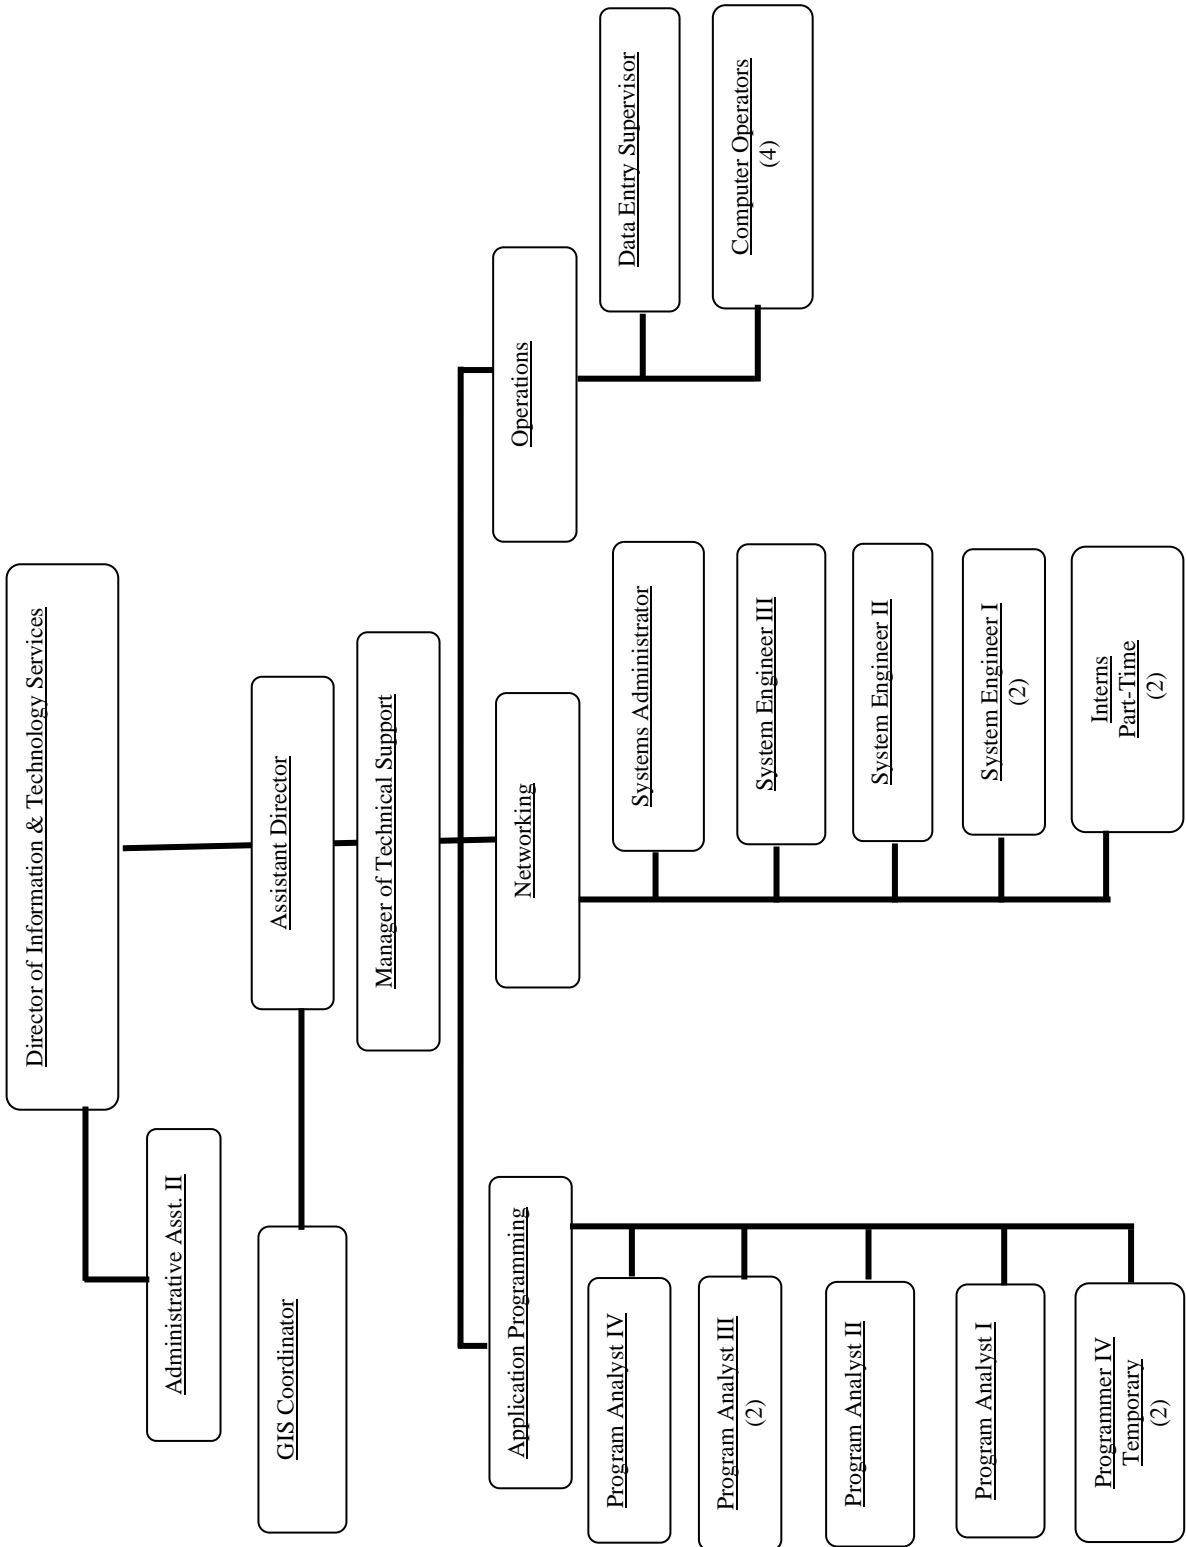 Director of Information & Technology Services
Administrative Asst. II
Assistant Director
GIS Coordinator
Manager of Technical Support
Application Programming
Networking
Operations
Program Analyst IV
Program Analyst III
(2)
Program Analyst II
Program Analyst I
Programmer IV
Temporary
(2)
Systems Administrator
System Engineer III
System Engineer II
System Engineer I
(2)
Interns
Part-Time
(2)
Data Entry Supervisor
Computer Operators
(4)